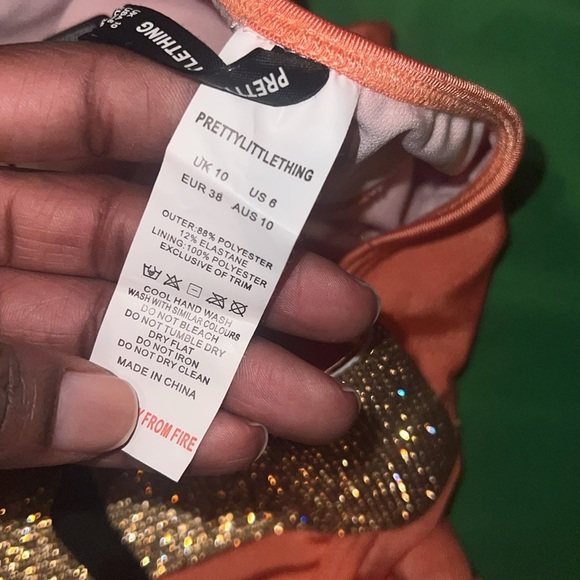 PRETTYLITTLETHING
TLETHING
PRETT
PRETTYLITTLETHING
UK 10 US 6
EUR 38 AUS 10
OUTER:88% POLYESTER
12% ELASTANE
LINING:100% POLYESTER
EXCLUSIVE OF TRIM
COOL HAND WASH
WASH WITH SIMILAR COLOURS
DO NOT BLEACH
DO NOT TUMBLE DRY
DRY FLAT
DO NOT IRON
DO NOT DRY CLEAN
MADE IN CHINA
Y FROM FIRE